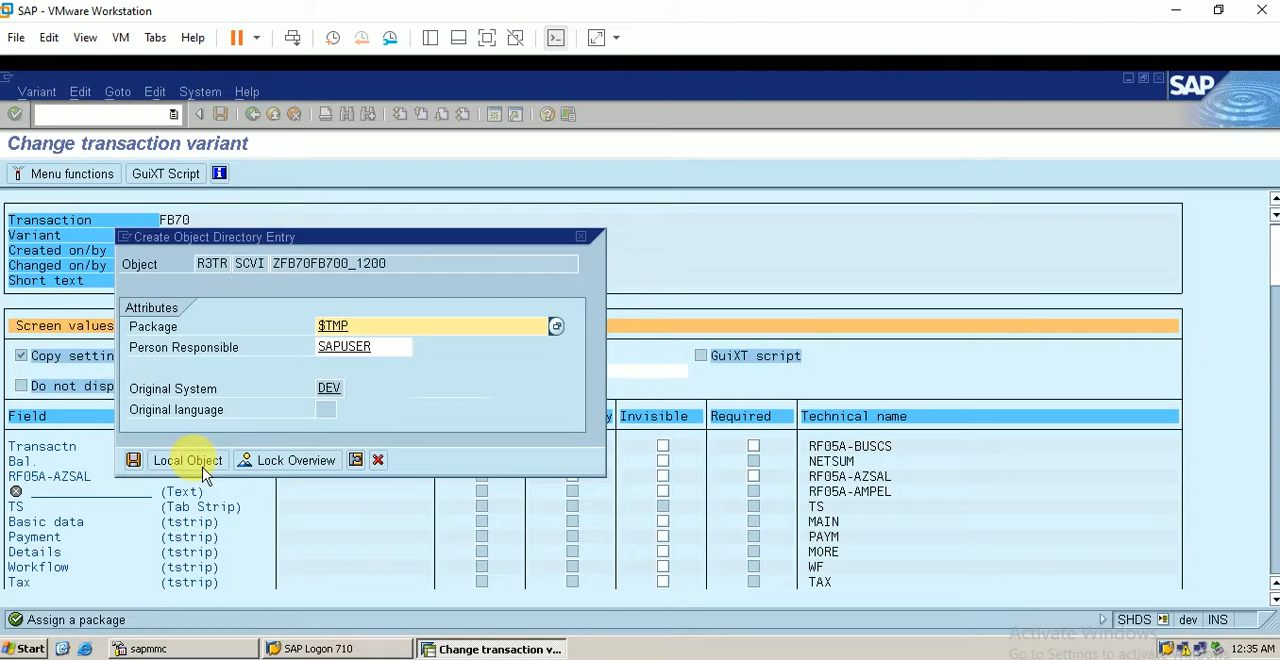 SAP - VMware Workstation
File Edit View VM Tabs Help
Variant Edit Goto Edit System Help
SAP
Change transaction variant
Menu functions GuiXT Script
Transaction FB70
Variant
Created on/by
Changed on/by
Short text
Create Object Directory Entry
Object R3TR SCVI ZFB70FB700_1200
Attributes
Package $TMP
Person Responsible SAPUSER
Original System DEV
Original language
Local Object Lock Overview
Screen values
Copy settin GuiXT script
Do not disp
Field y Invisible Required Technical name
Transactn RF05A-BUSCS
Bal. NETSUM
RF05A-AZSAL RF05A-AZSAL
(Text) RF05A-AMPEL
TS (Tab Strip) TS
Basic data (tstrip) MAIN
Payment (tstrip) PAYM
Details (tstrip) MORE
Workflow (tstrip) WF
Tax (tstrip) TAX
Assign a package SHDS dev INS
Activate Windows
Go to Settings to activate Windows.
Start sapmmc SAP Logon 710 Change transaction v... 12:35 AM